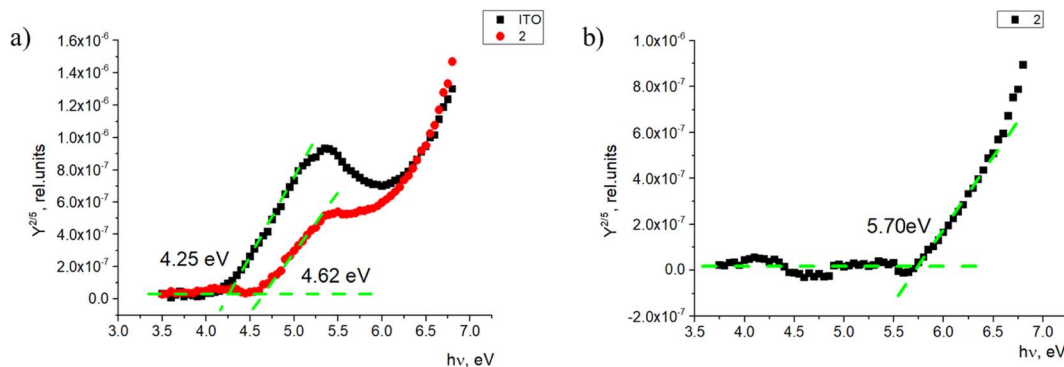 a)
ITO
2
1.6x10⁻⁶
1.4x10⁻⁶
1.2x10⁻⁶
1.0x10⁻⁶
8.0x10⁻⁷
6.0x10⁻⁷
4.0x10⁻⁷
2.0x10⁻⁷
0.0
Y^2/5, rel.units
4.25 eV
4.62 eV
3.0 3.5 4.0 4.5 5.0 5.5 6.0 6.5 7.0
hν, eV
b)
2
1.0x10⁻⁶
8.0x10⁻⁷
6.0x10⁻⁷
4.0x10⁻⁷
2.0x10⁻⁷
0.0
-2.0x10⁻⁷
Y^2/5, rel.units
5.70eV
3.5 4.0 4.5 5.0 5.5 6.0 6.5 7.0
hν, eV